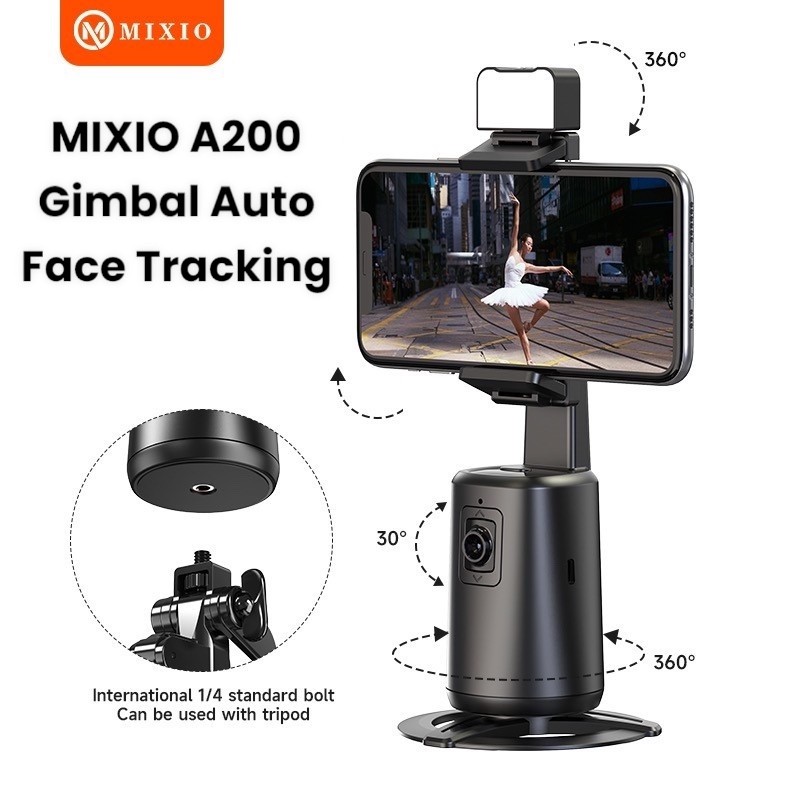 MIXIO
MIXIO A200
Gimbal Auto
Face Tracking
360°
30°
360°
International 1/4 standard bolt
Can be used with tripod